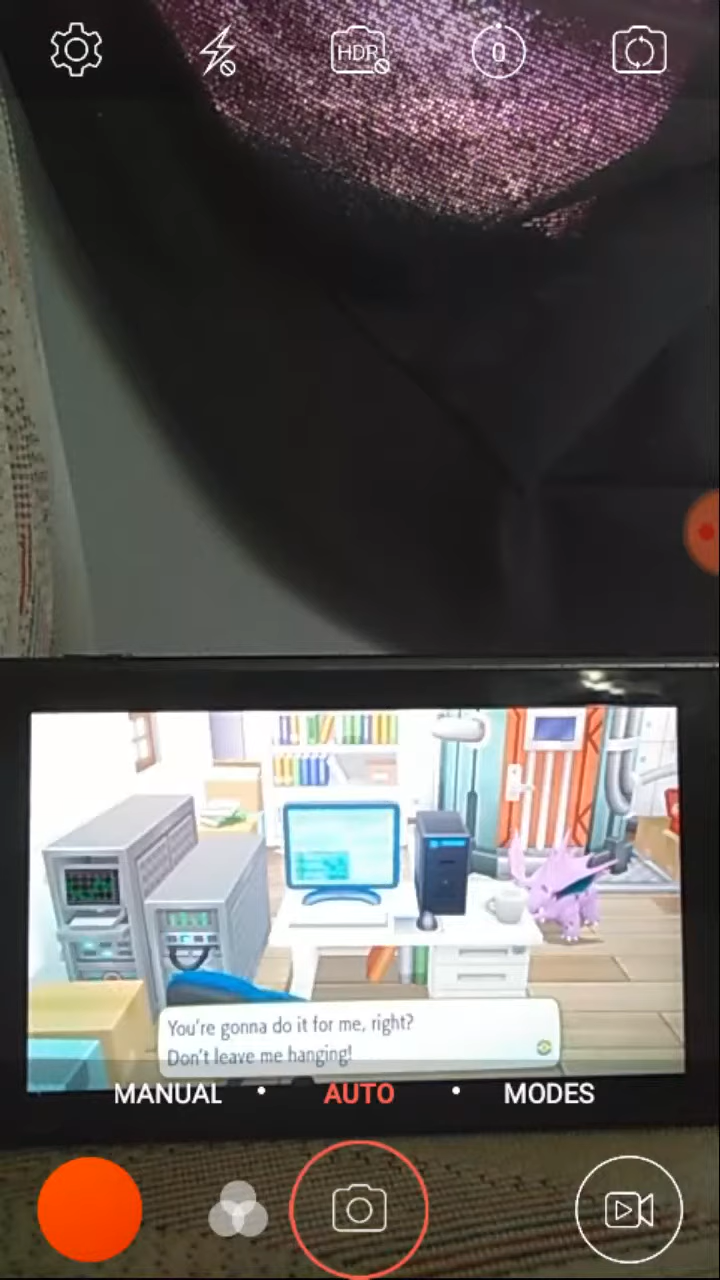 HDR
0
You're gonna do it for me, right?
Don't leave me hanging!
MANUAL • AUTO • MODES